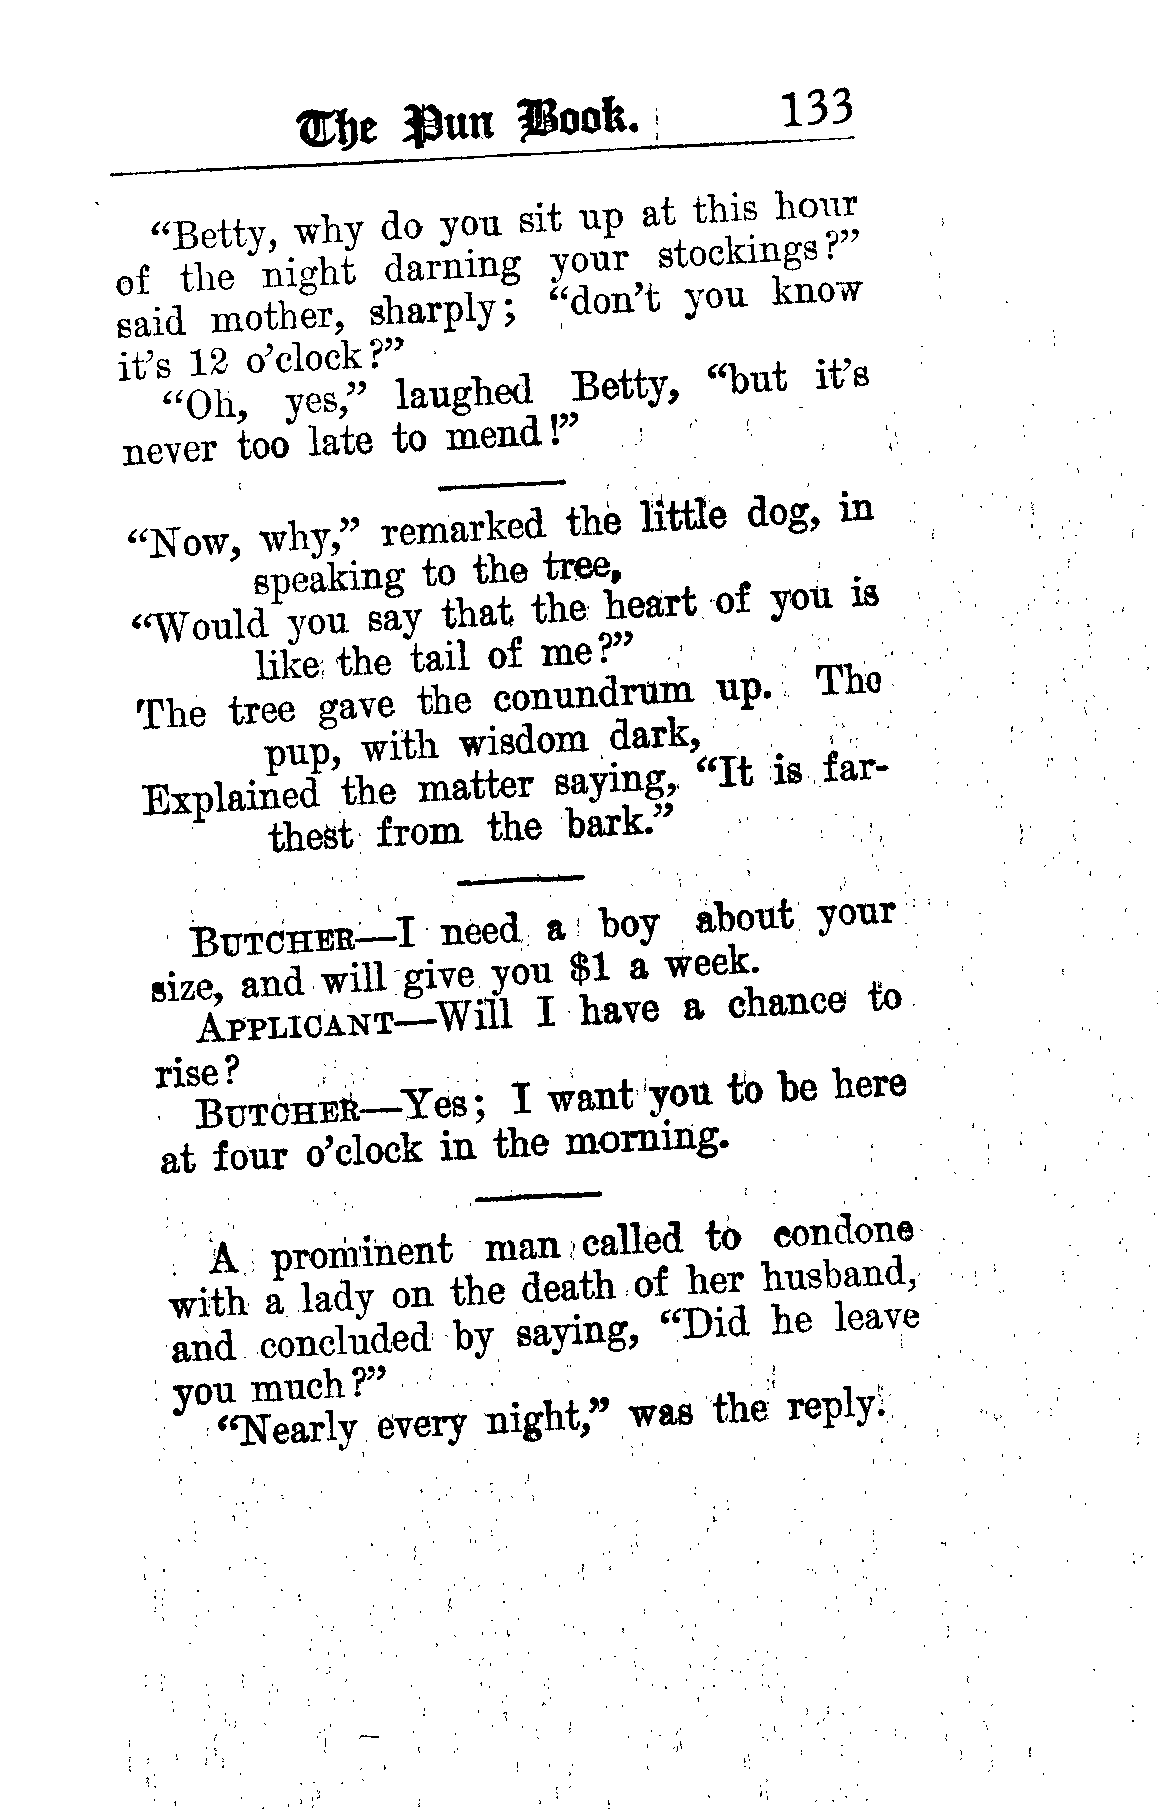 The Pun Book. 133
“Betty, why do you sit up at this hour
of the night darning your stockings?”
said mother, sharply; “don’t you know
it’s 12 o’clock?”
“Oh, yes,” laughed Betty, “but it’s
never too late to mend!”
“Now, why,” remarked the little dog, in
speaking to the tree,
“Would you say that the heart of you is
like the tail of me?”
The tree gave the conundrum up. The
pup, with wisdom dark,
Explained the matter saying, “It is far-
thest from the bark.”
BUTCHER—I need a boy about your
size, and will give you $1 a week.
APPLICANT—Will I have a chance to
rise?
BUTCHER—Yes; I want you to be here
at four o’clock in the morning.
A prominent man called to condone
with a lady on the death of her husband,
and concluded by saying, “Did he leave
you much?”
“Nearly every night,” was the reply.